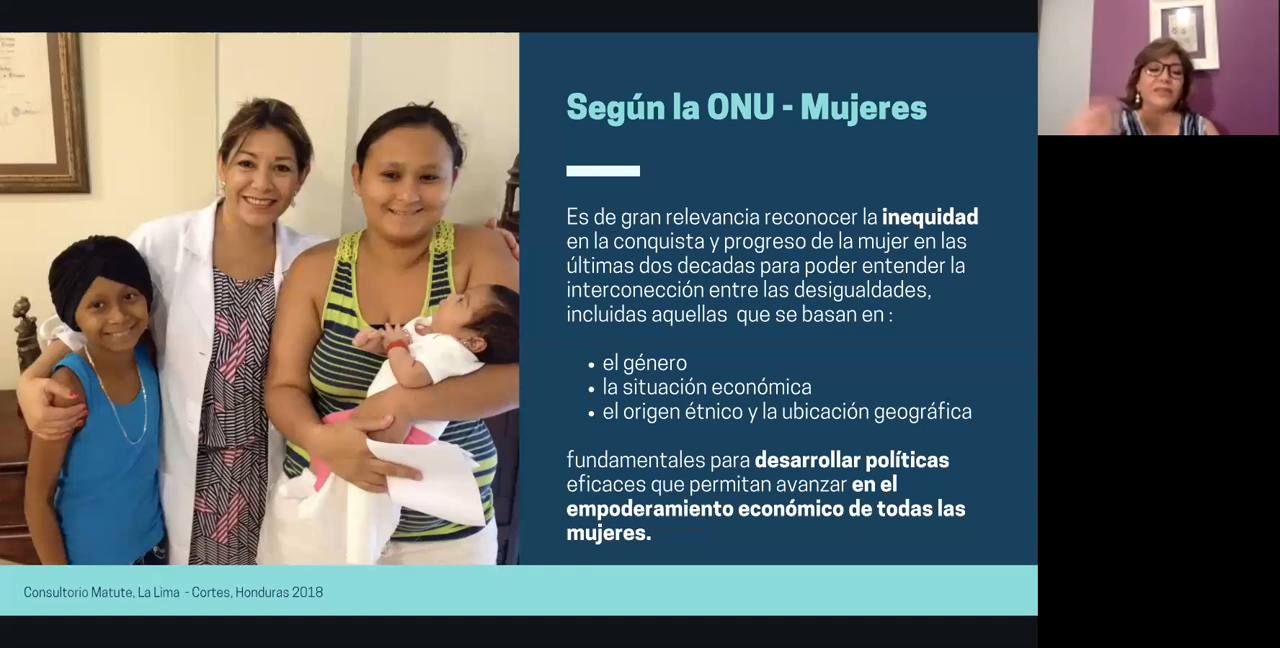 Según la ONU - Mujeres
Es de gran relevancia reconocer la inequidad
en la conquista y progreso de la mujer en las
últimas dos decadas para poder entender la
interconección entre las desigualdades,
incluidas aquellas que se basan en :
• el género
• la situación económica
• el origen étnico y la ubicación geográfica
fundamentales para desarrollar políticas
eficaces que permitan avanzar en el
empoderamiento económico de todas las
mujeres.
Consultorio Matute, La Lima - Cortes, Honduras 2018